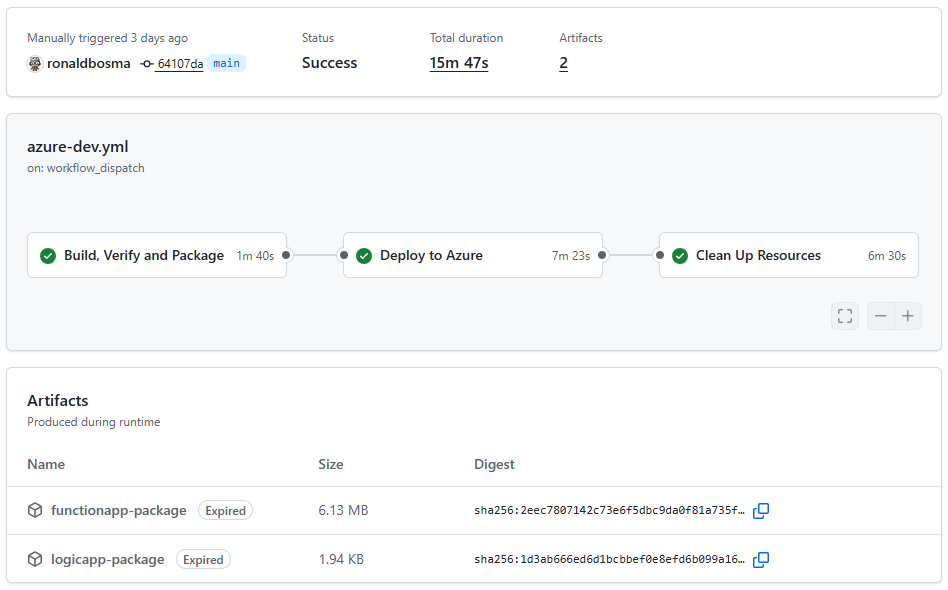 Manually triggered 3 days ago
Status
Total duration
Artifacts
ronaldbosma 64107da main
Success
15m 47s
2
azure-dev.yml
on: workflow_dispatch
Build, Verify and Package 1m 40s
Deploy to Azure 7m 23s
Clean Up Resources 6m 30s
Artifacts
Produced during runtime
Name Size Digest
functionapp-package Expired 6.13 MB sha256:2eec7807142c73e6f5dbc9da0f81a735f…
logicapp-package Expired 1.94 KB sha256:1d3ab666ed6d1bcbbef0e8efd6b099a16…